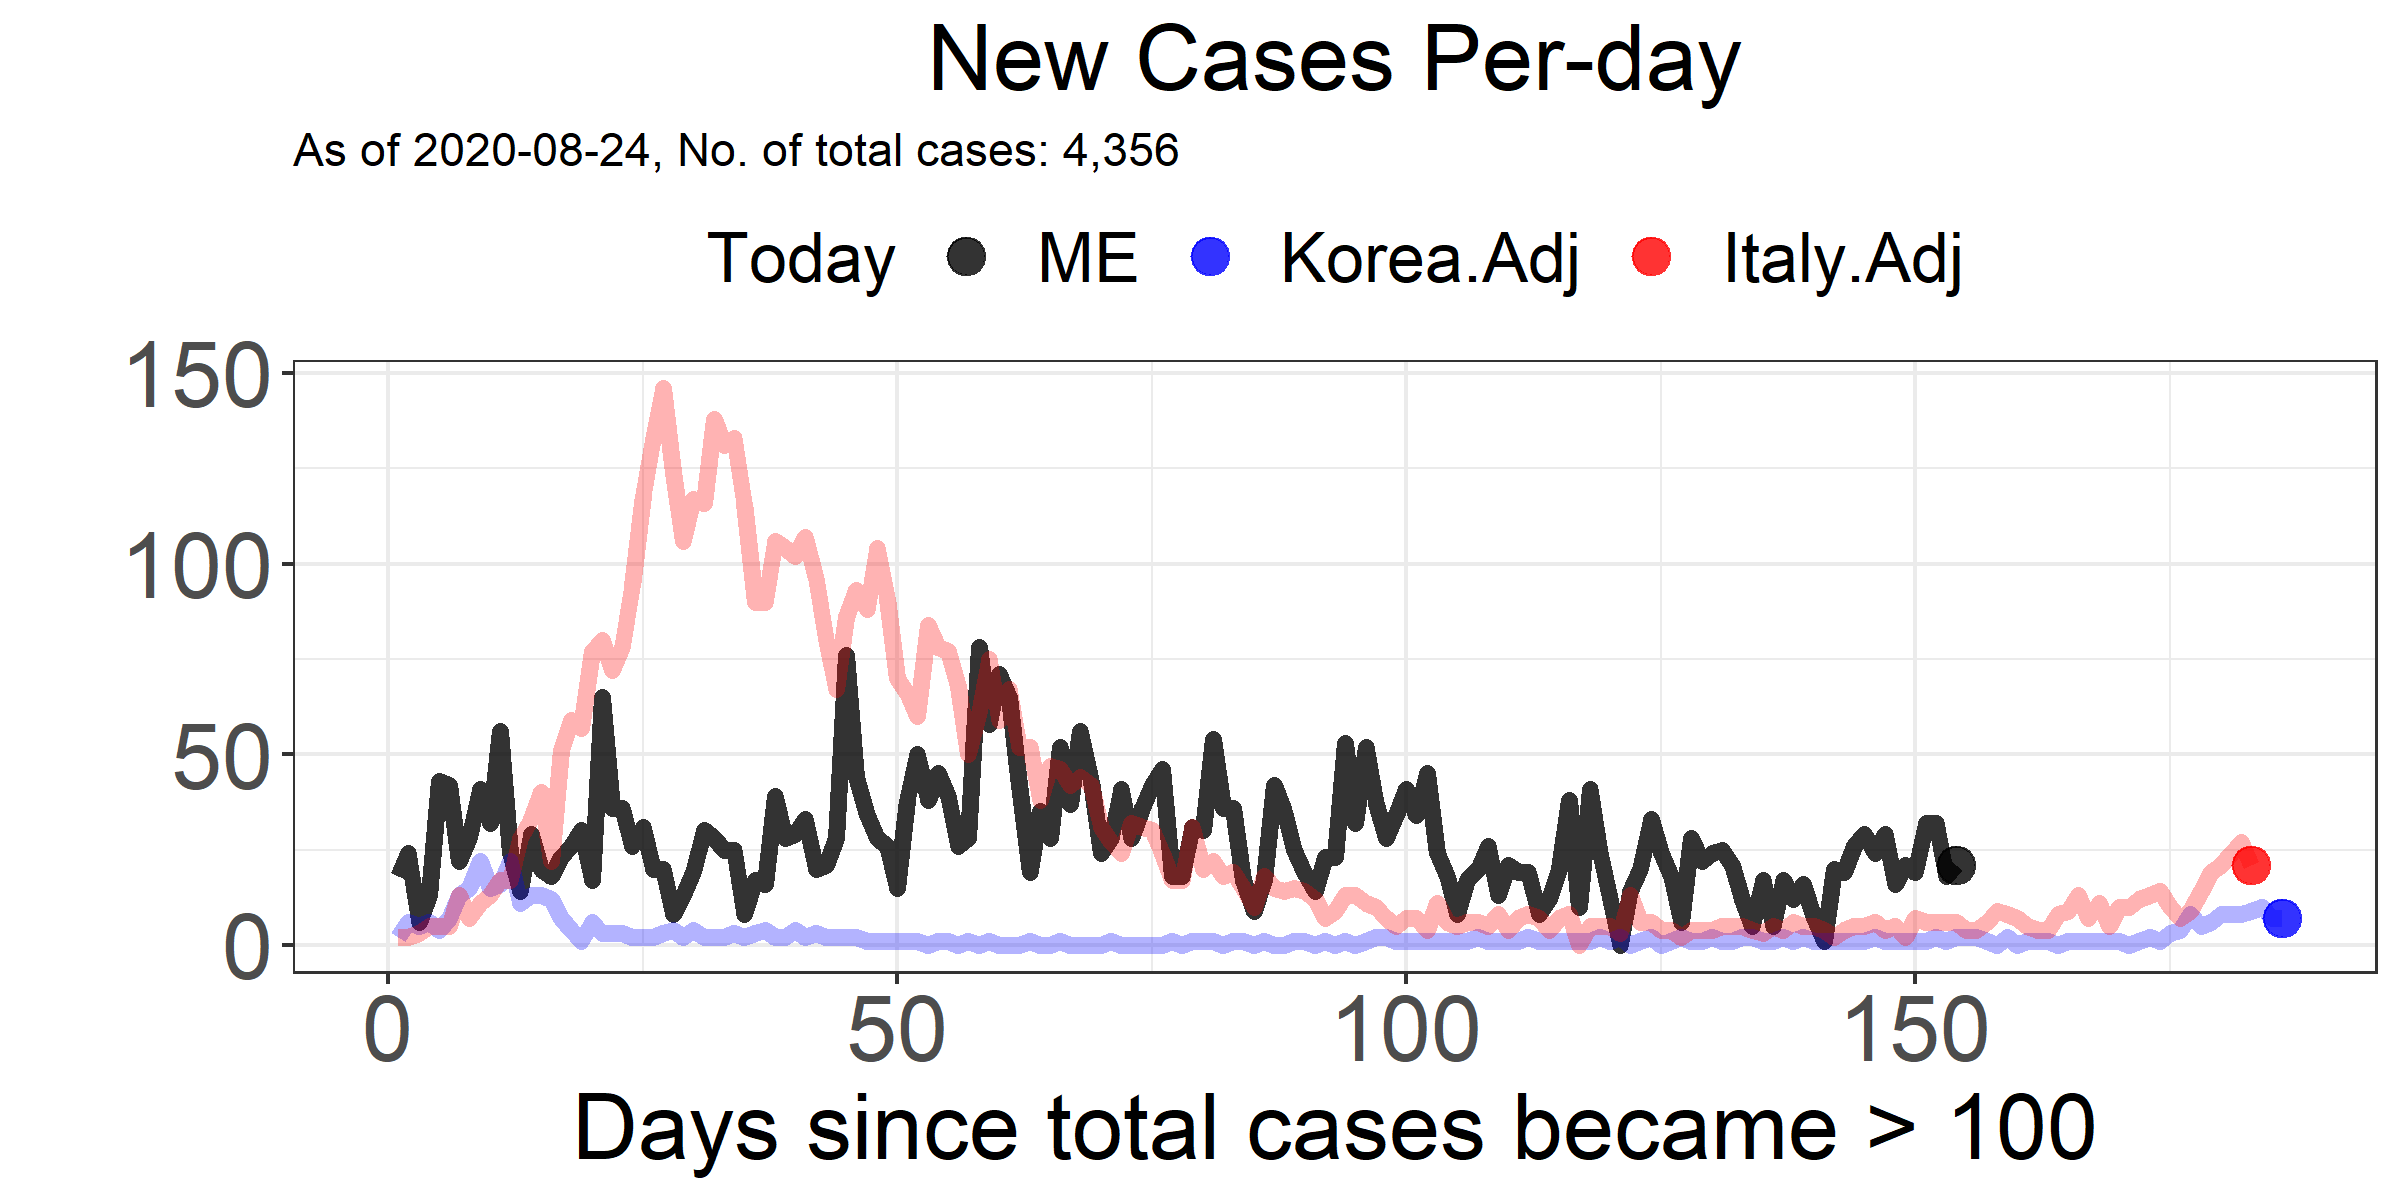 New Cases Per-day
As of 2020-08-24, No. of total cases: 4,356
Today ME Korea.Adj Italy.Adj
150
100
50
0
0 50 100 150
Days since total cases became > 100